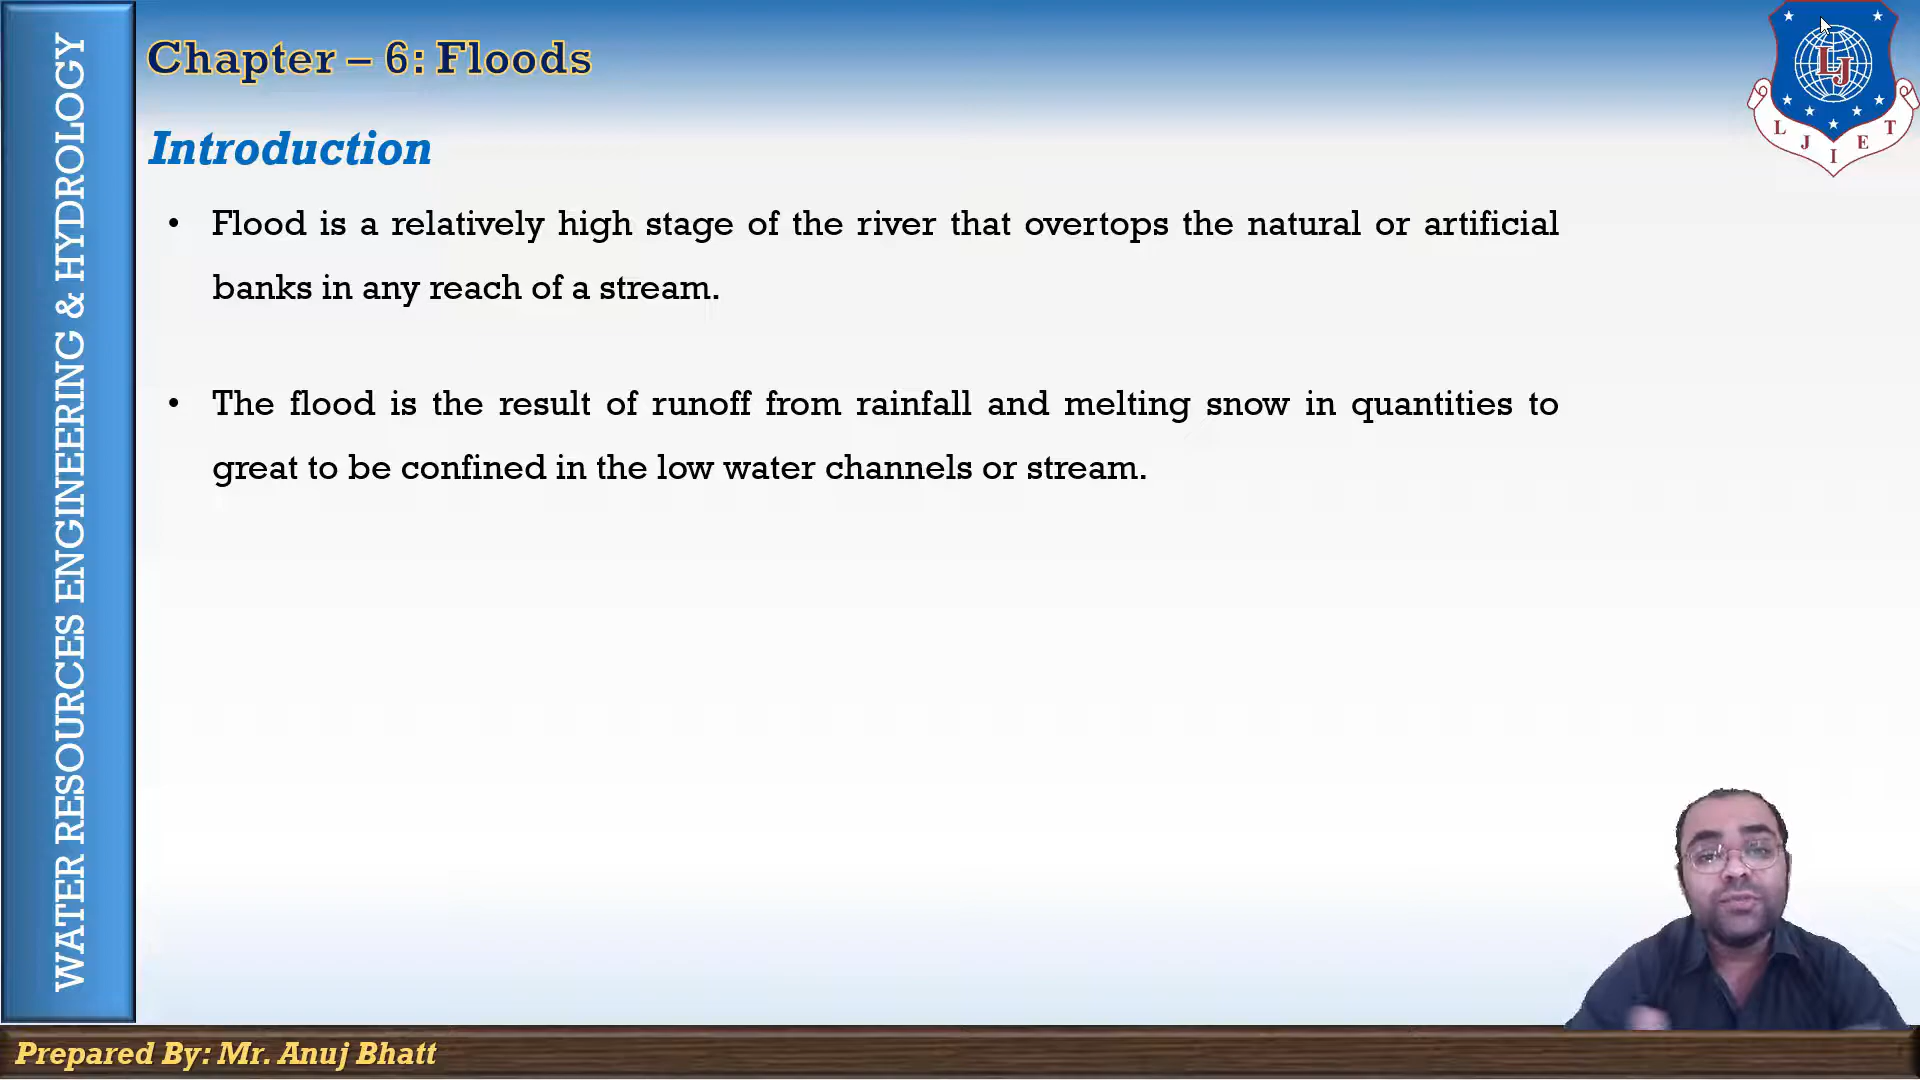 WATER RESOURCES ENGINEERING & HYDROLOGY
Chapter – 6: Floods
Introduction
• Flood is a relatively high stage of the river that overtops the natural or artificial
banks in any reach of a stream.
• The flood is the result of runoff from rainfall and melting snow in quantities to
great to be confined in the low water channels or stream.
LJ
L J I E T
Prepared By: Mr. Anuj Bhatt